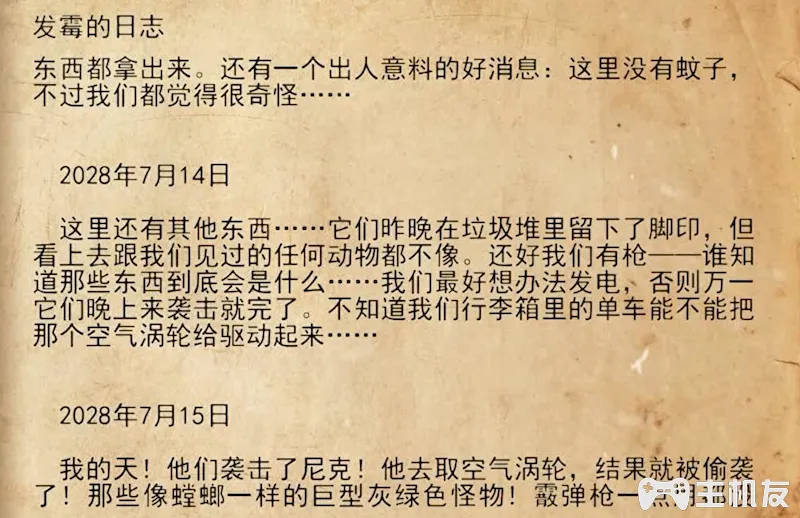 发霉的日志
东西都拿出来。还有一个出人意料的好消息：这里没有蚊子，
不过我们都觉得很奇怪……
2028年7月14日
这里还有其他东西……它们昨晚在垃圾堆里留下了脚印，但
看上去跟我们见过的任何动物都不像。还好我们有枪——谁知
道那些东西到底会是什么……我们最好想办法发电，否则万一
它们晚上来袭击就完了。不知道我们行李箱里的单车能不能把
那个空气涡轮给驱动起来……
2028年7月15日
我的天！他们袭击了尼克！他去取空气涡轮，结果就被偷袭
了！那些像螳螂一样的巨型灰绿色怪物！霰弹枪一点
主机友